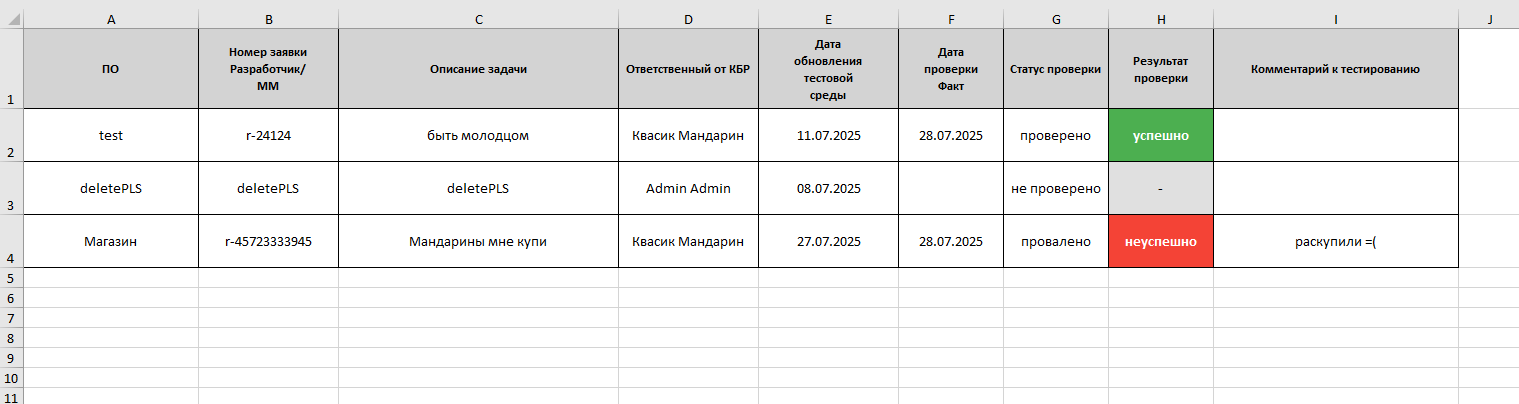 A B C D E F G H I J
1
ПО
Номер заявки
Разработчик/
ММ
Описание задачи
Ответственный от КБР
Дата
обновления
тестовой
среды
Дата
проверки
Факт
Статус проверки
Результат
проверки
Комментарий к тестированию
2 test r-24124 быть молодцом Квасик Мандарин 11.07.2025 28.07.2025 проверено успешно
3 deletePLS deletePLS deletePLS Admin Admin 08.07.2025 не проверено -
4 Магазин r-45723333945 Мандарины мне купи Квасик Мандарин 27.07.2025 28.07.2025 провалено неуспешно раскупили =(
5
6
7
8
9
10
11